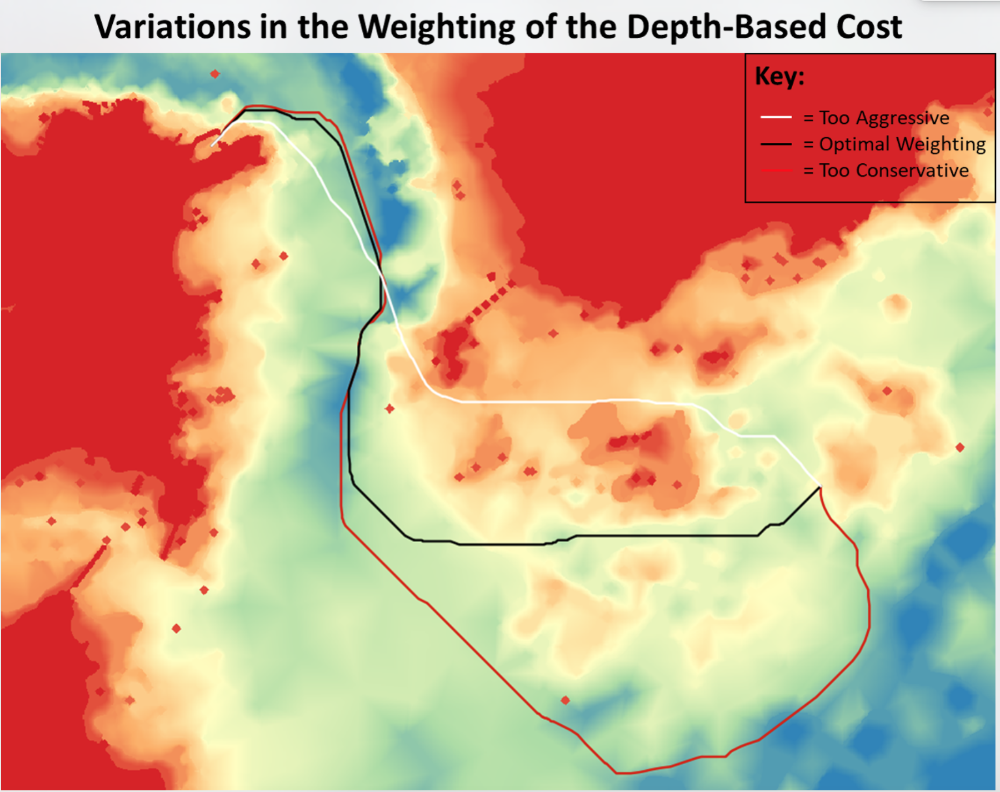 Variations in the Weighting of the Depth-Based Cost
Key:
= Too Aggressive
= Optimal Weighting
= Too Conservative